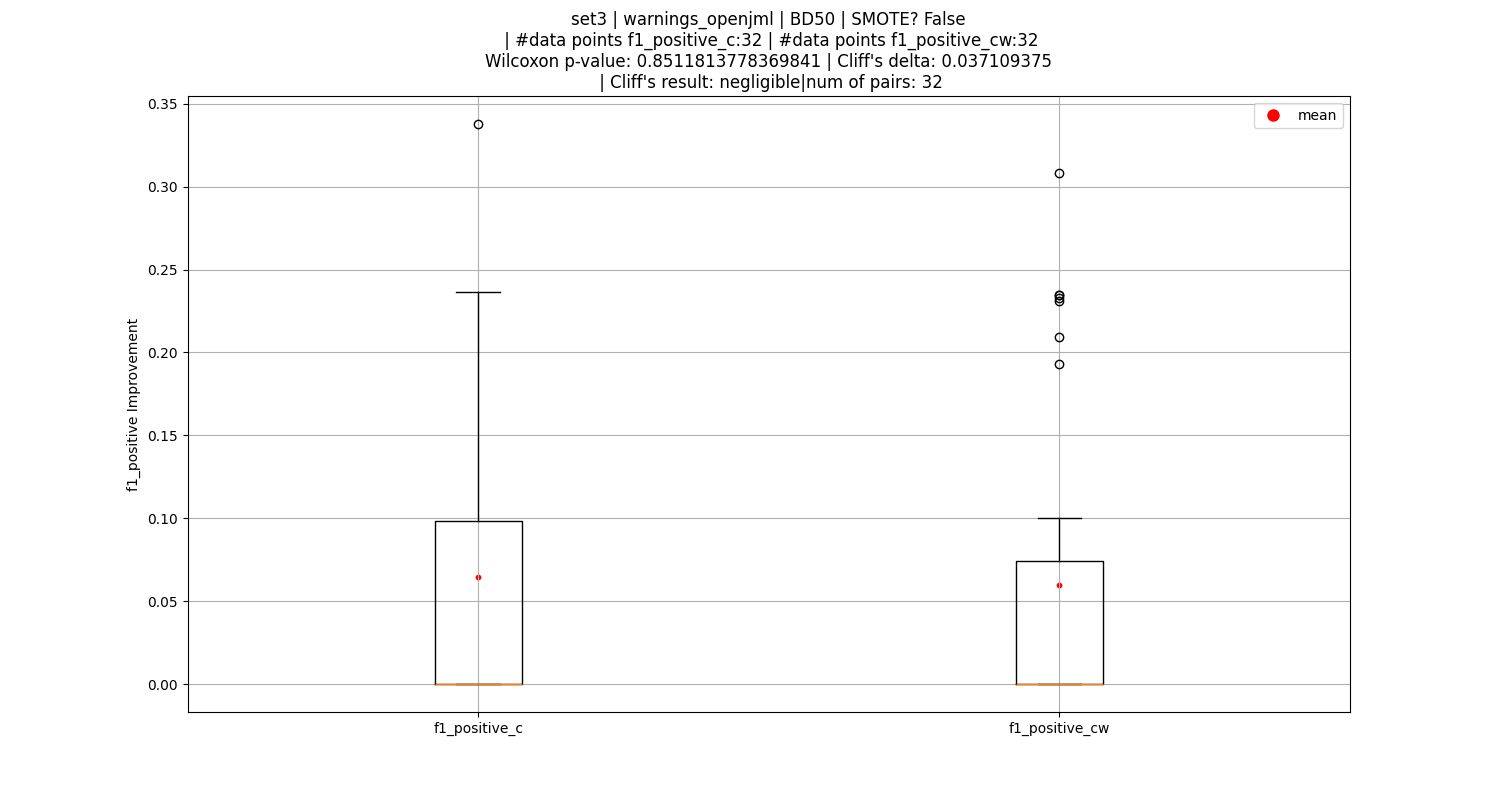 set3 | warnings_openjml | BD50 | SMOTE? False
| #data points f1_positive_c:32 | #data points f1_positive_cw:32
Wilcoxon p-value: 0.8511813778369841 | Cliff's delta: 0.037109375
| Cliff's result: negligible|num of pairs: 32
mean
0.35
0.30
0.25
0.20
0.15
0.10
0.05
0.00
f1_positive Improvement
f1_positive_c
f1_positive_cw